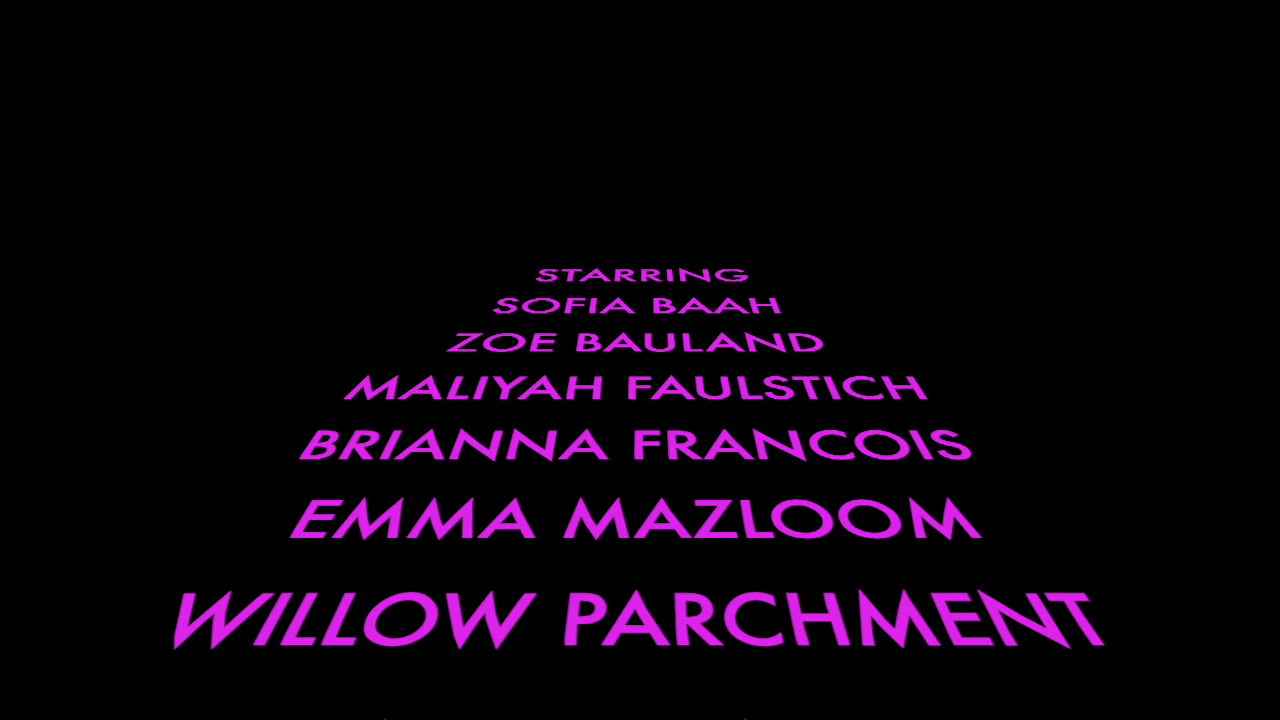 STARRING
SOFIA BAAH
ZOE BAULAND
MALIYAH FAULSTICH
BRIANNA FRANCOIS
EMMA MAZLOOM
WILLOW PARCHMENT